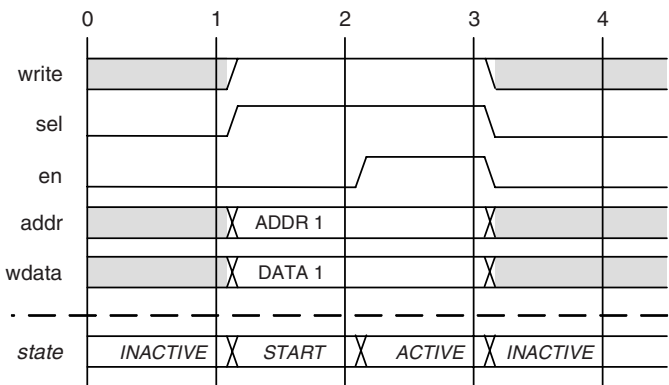 0 1 2 3 4
write
sel
en
addr ADDR 1
wdata DATA 1
state INACTIVE START ACTIVE INACTIVE